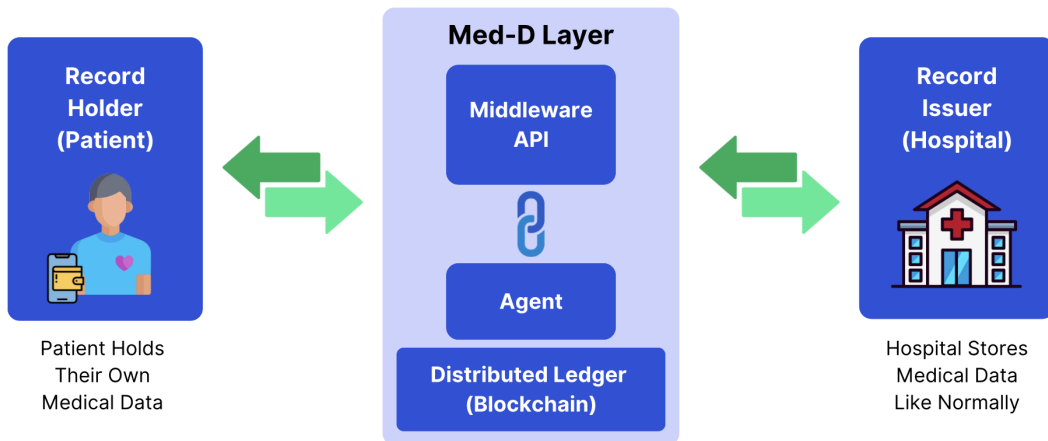 Record
Holder
(Patient)
Patient Holds
Their Own
Medical Data
Med-D Layer
Middleware
API
Agent
Distributed Ledger
(Blockchain)
Record
Issuer
(Hospital)
Hospital Stores
Medical Data
Like Normally